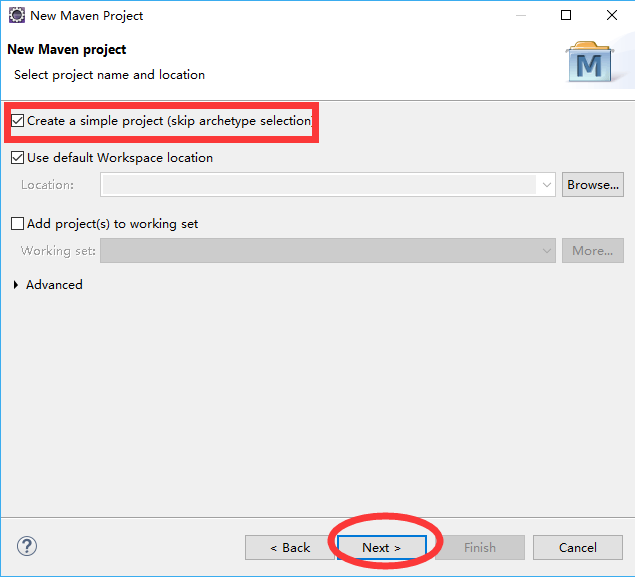 New Maven Project
New Maven project
Select project name and location
M
Create a simple project (skip archetype selection)
Use default Workspace location
Location:
Browse...
Add project(s) to working set
Working set:
More...
Advanced
?
< Back
Next >
Finish
Cancel